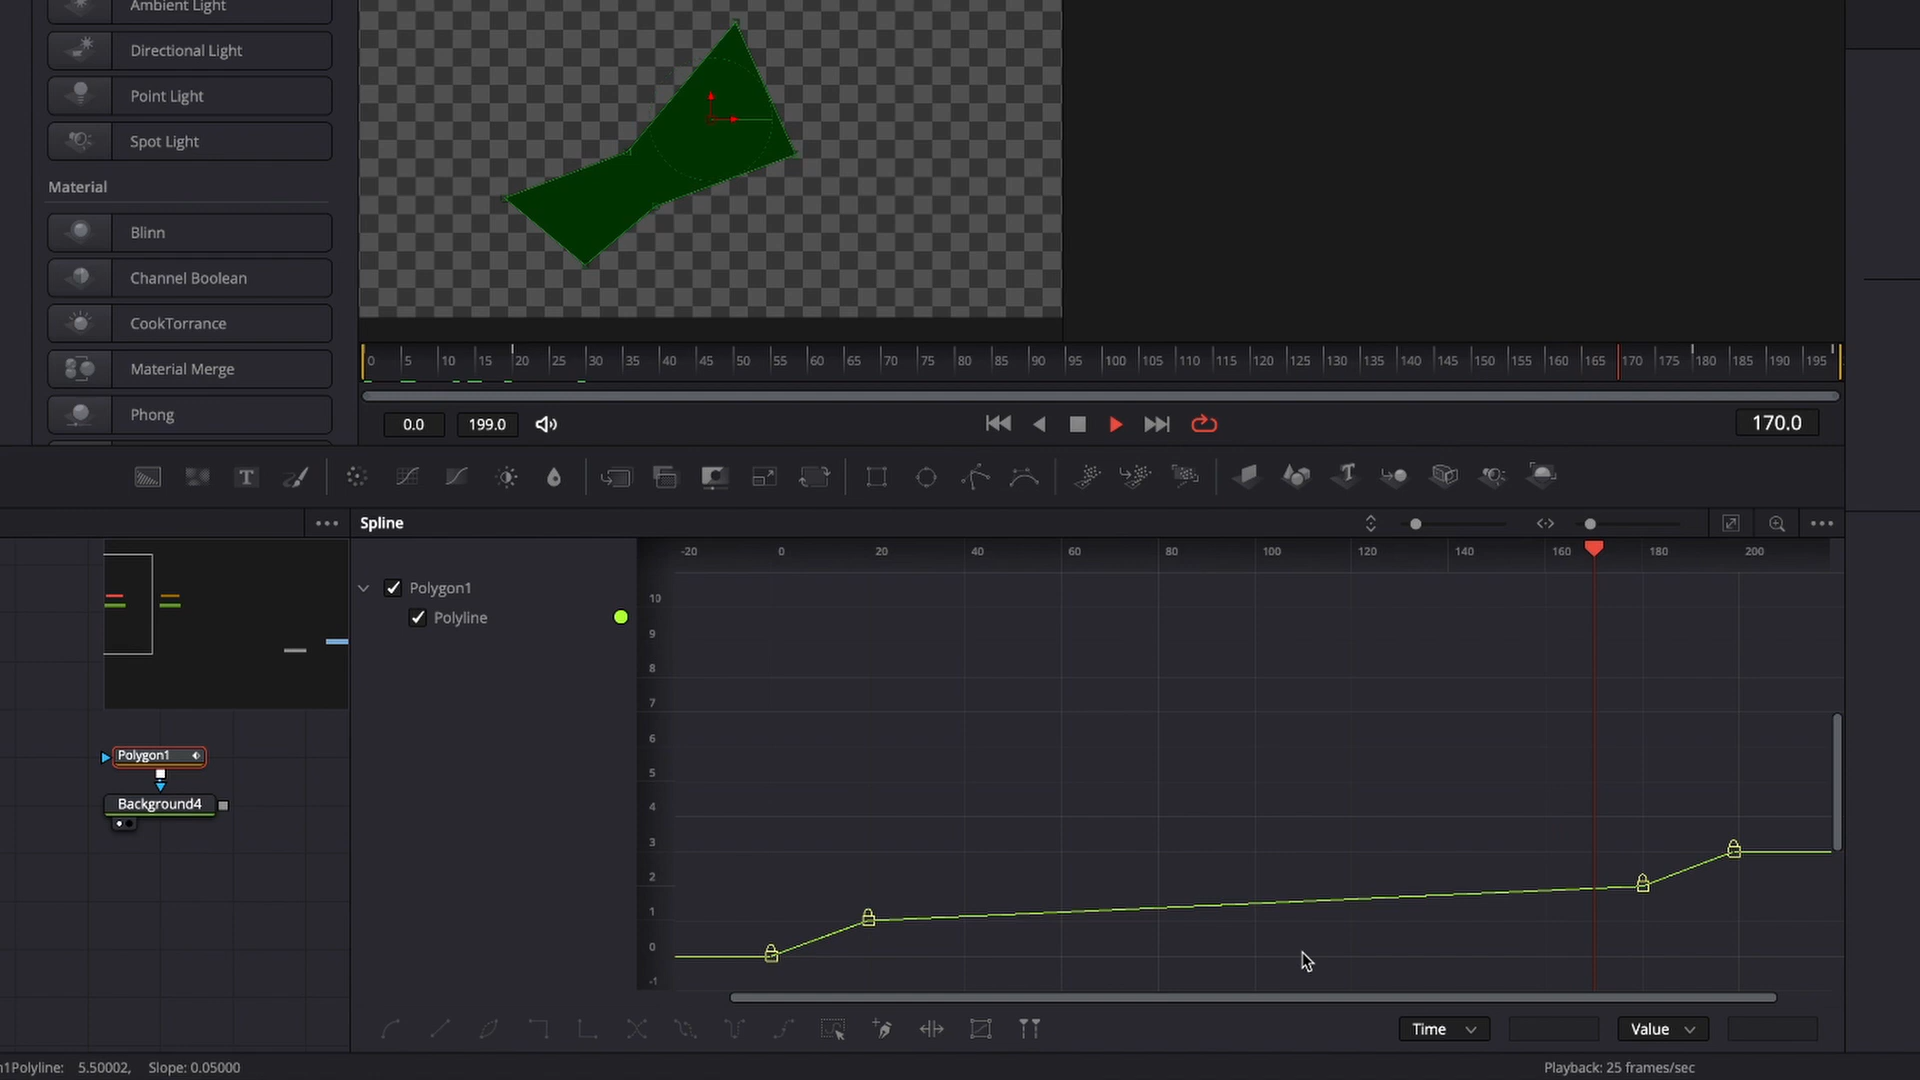 Ambient Light
Directional Light
Point Light
Spot Light
Material
Blinn
Channel Boolean
CookTorrance
Material Merge
Phong
0 5 10 15 20 25 30 35 40 45 50 55 60 65 70 75 80 85 90 95 100 105 110 115 120 125 130 135 140 145 150 155 160 165 170 175 180 185 190 195
0.0 199.0 170.0
T T
Spline
-20 0 20 40 60 80 100 120 140 160 180 200
Polygon1
Polyline
10
9
8
7
6
5
4
3
2
1
0
-1
Polygon1
Background4
Time Value
n1Polyline: 5.50002, Slope: 0.05000 Playback: 25 frames/sec